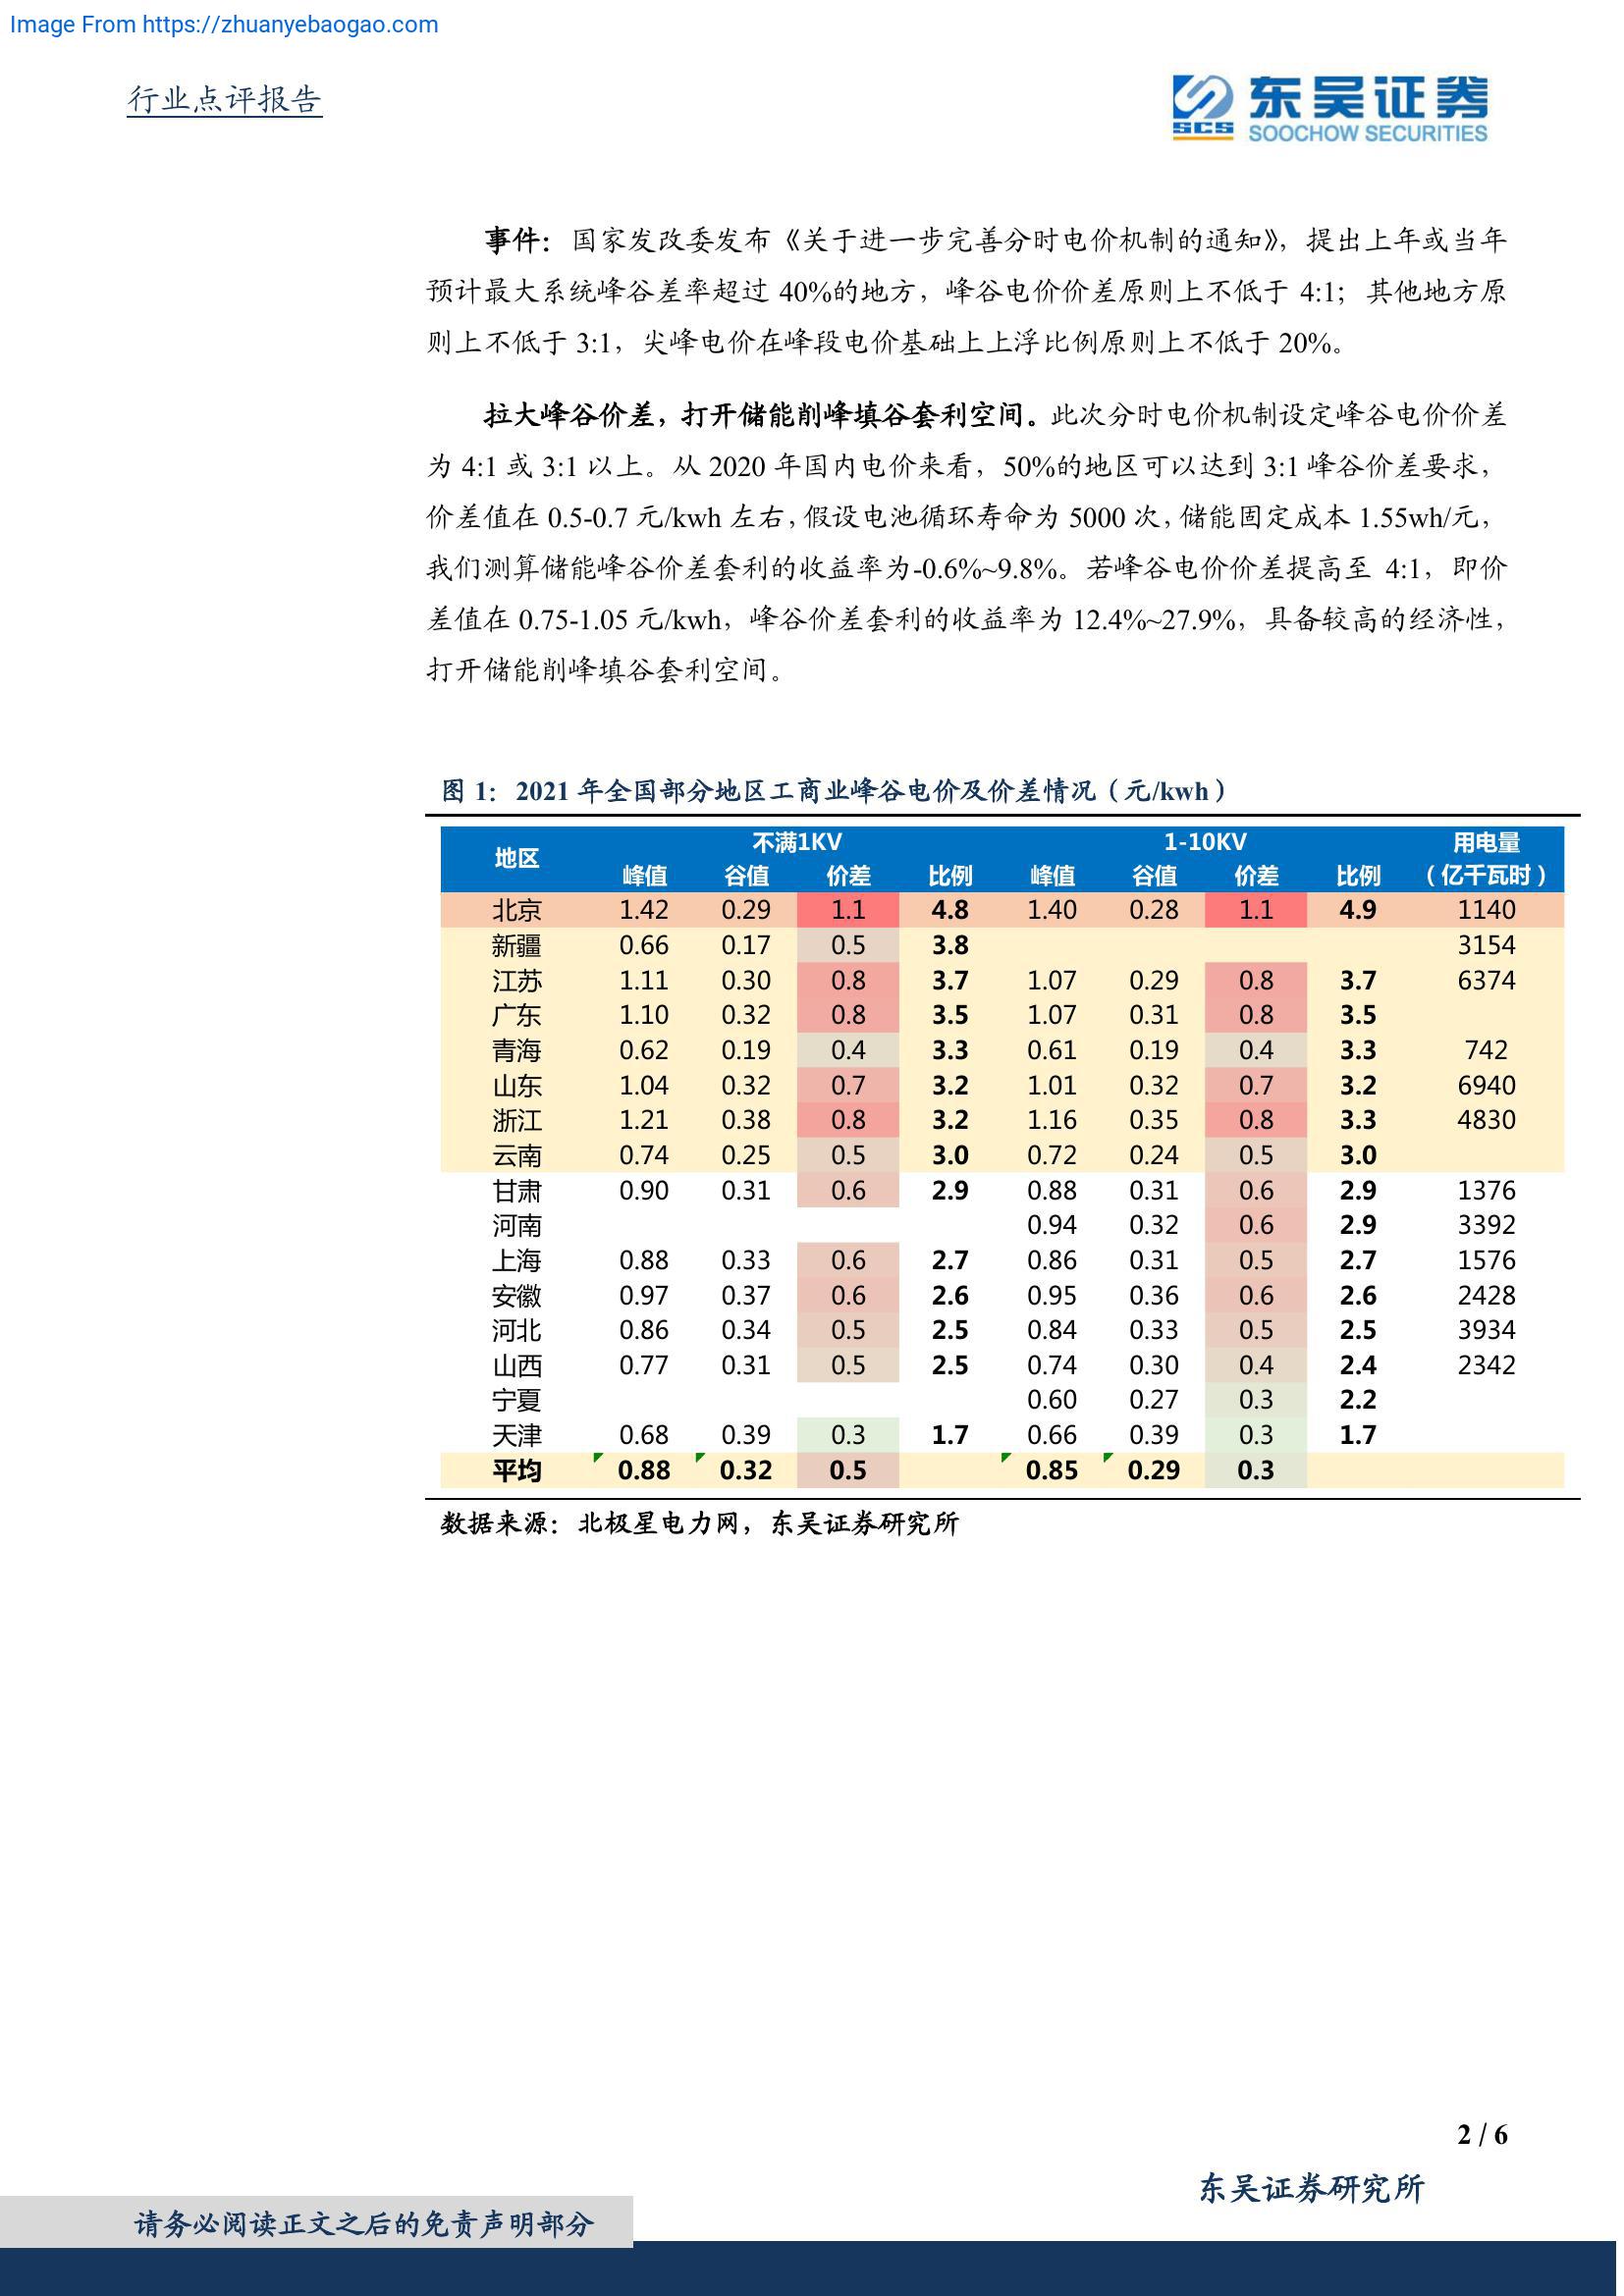 Image From https://zhuanyebaogao.com
行业点评报告
SCS
东吴证券
SOOCHOW SECURITIES
事件：国家发改委发布《关于进一步完善分时电价机制的通知》，提出上年或当年
预计最大系统峰谷差率超过 40%的地方，峰谷电价价差原则上不低于 4:1；其他地方原
则上不低于 3:1，尖峰电价在峰段电价基础上上浮比例原则上不低于 20%。
拉大峰谷价差，打开储能削峰填谷套利空间。此次分时电价机制设定峰谷电价价差
为 4:1 或 3:1 以上。从 2020 年国内电价来看，50%的地区可以达到 3:1 峰谷价差要求，
价差值在 0.5-0.7 元/kwh 左右，假设电池循环寿命为 5000 次，储能固定成本 1.55wh/元，
我们测算储能峰谷价差套利的收益率为-0.6%~9.8%。若峰谷电价价差提高至 4:1，即价
差值在 0.75-1.05 元/kwh，峰谷价差套利的收益率为 12.4%~27.9%，具备较高的经济性，
打开储能削峰填谷套利空间。
图 1：2021 年全国部分地区工商业峰谷电价及价差情况（元/kwh）
地区 不满1KV 1-10KV 用电量
峰值 谷值 价差 比例 峰值 谷值 价差 比例 （亿千瓦时）
北京 1.42 0.29 1.1 4.8 1.40 0.28 1.1 4.9 1140
新疆 0.66 0.17 0.5 3.8 3154
江苏 1.11 0.30 0.8 3.7 1.07 0.29 0.8 3.7 6374
广东 1.10 0.32 0.8 3.5 1.07 0.31 0.8 3.5
青海 0.62 0.19 0.4 3.3 0.61 0.19 0.4 3.3 742
山东 1.04 0.32 0.7 3.2 1.01 0.32 0.7 3.2 6940
浙江 1.21 0.38 0.8 3.2 1.16 0.35 0.8 3.3 4830
云南 0.74 0.25 0.5 3.0 0.72 0.24 0.5 3.0
甘肃 0.90 0.31 0.6 2.9 0.88 0.31 0.6 2.9 1376
河南 0.94 0.32 0.6 2.9 3392
上海 0.88 0.33 0.6 2.7 0.86 0.31 0.5 2.7 1576
安徽 0.97 0.37 0.6 2.6 0.95 0.36 0.6 2.6 2428
河北 0.86 0.34 0.5 2.5 0.84 0.33 0.5 2.5 3934
山西 0.77 0.31 0.5 2.5 0.74 0.30 0.4 2.4 2342
宁夏 0.60 0.27 0.3 2.2
天津 0.68 0.39 0.3 1.7 0.66 0.39 0.3 1.7
平均 0.88 0.32 0.5 0.85 0.29 0.3
数据来源：北极星电力网，东吴证券研究所
2 / 6
东吴证券研究所
请务必阅读正文之后的免责声明部分